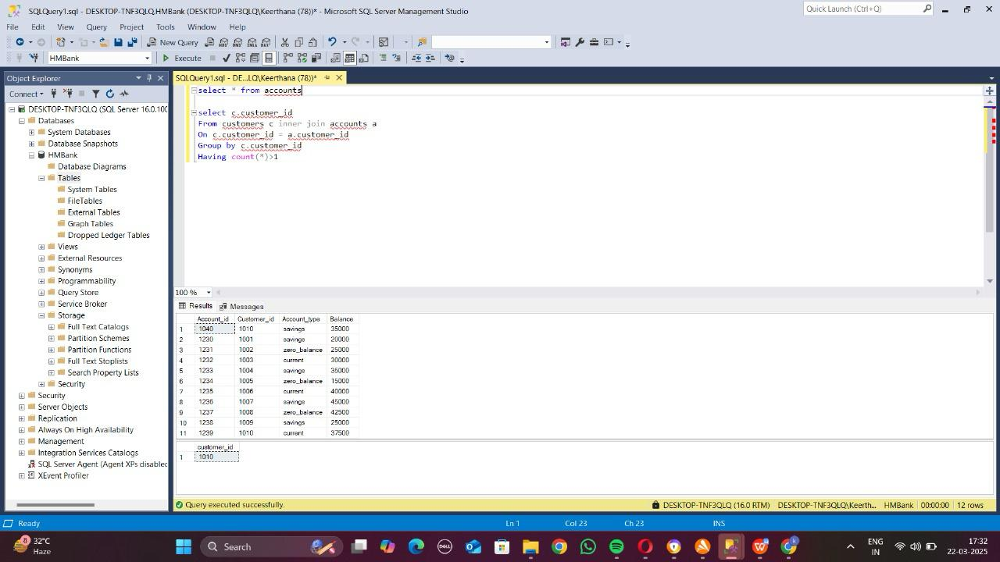 SQLQuery1.sql - DESKTOP-TNF3QLQ.HMBank (DESKTOP-TNF3QLQ\Keerthana (78))* - Microsoft SQL Server Management Studio
Quick Launch (Ctrl+Q)
File Edit View Query Project Tools Window Help
New Query
HMBank Execute
Object Explorer
SQLQuery1.sql - DE...LQ\Keerthana (78))*
Connect
DESKTOP-TNF3QLQ (SQL Server 16.0.100
Databases
System Databases
Database Snapshots
HMBank
Database Diagrams
Tables
System Tables
FileTables
External Tables
Graph Tables
Dropped Ledger Tables
Views
External Resources
Synonyms
Programmability
Query Store
Service Broker
Storage
Full Text Catalogs
Partition Schemes
Partition Functions
Full Text Stoplists
Search Property Lists
Security
Security
Server Objects
Replication
Always On High Availability
Management
Integration Services Catalogs
SQL Server Agent (Agent XPs disabled
XEvent Profiler
select * from accounts
select c.customer_id
From customers c inner join accounts a
On c.customer_id = a.customer_id
Group by c.customer_id
Having count(*)>1
100 %
Results Messages
Account_id Customer_id Account_type Balance
1 1040 1010 savings 35000
2 1230 1001 savings 20000
3 1231 1002 zero_balance 25000
4 1232 1003 current 30000
5 1233 1004 savings 35000
6 1234 1005 zero_balance 15000
7 1235 1006 current 40000
8 1236 1007 savings 45000
9 1237 1008 zero_balance 42500
10 1238 1009 savings 25000
11 1239 1010 current 37500
customer_id
1 1010
Query executed successfully.
DESKTOP-TNF3QLQ (16.0 RTM) DESKTOP-TNF3QLQ\Keerth... HMBank 00:00:00 12 rows
Ready Ln 1 Col 23 Ch 23 INS
8
32°C
Haze
Search
DELL
ENG
IN
17:32
22-03-2025